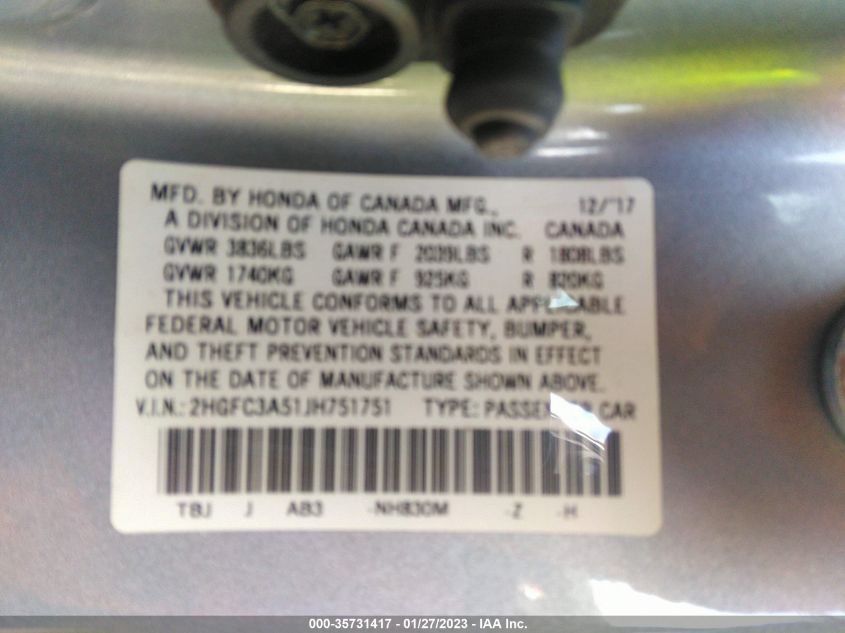 MFD. BY HONDA OF CANADA MFG., 12/'17
A DIVISION OF HONDA CANADA INC. CANADA
GVWR 3836LBS GAWR F 2039LBS R 1808LBS
GVWR 1740KG GAWR F 925KG R 820KG
THIS VEHICLE CONFORMS TO ALL APPLICABLE
FEDERAL MOTOR VEHICLE SAFETY, BUMPER,
AND THEFT PREVENTION STANDARDS IN EFFECT
ON THE DATE OF MANUFACTURE SHOWN ABOVE.
V.I.N.: 2HGFC3A51JH751751 TYPE: PASSENGER CAR
TBJ J AB3 -NH830M -Z -H
000-35731417 - 01/27/2023 - IAA Inc.